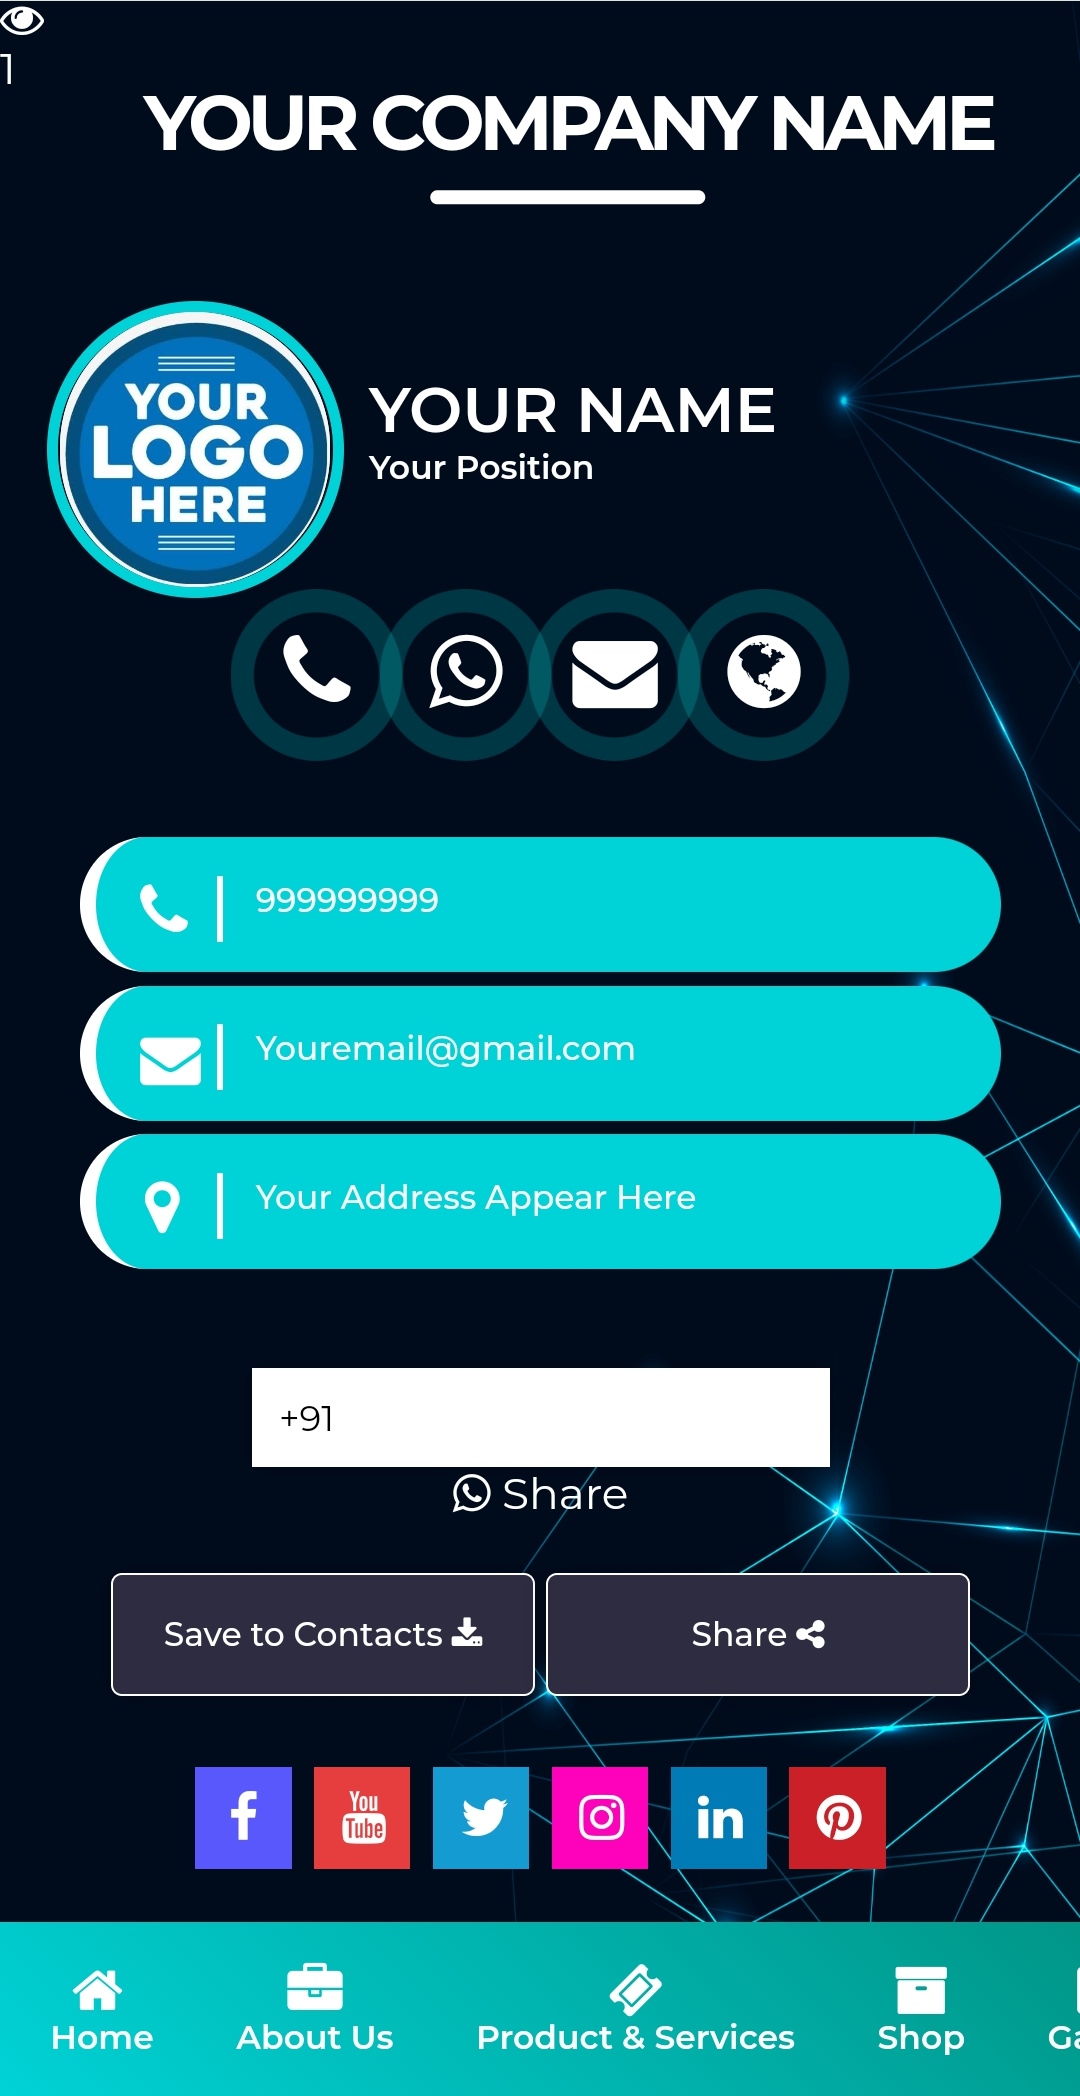 1
YOUR COMPANY NAME
YOUR
LOGO
HERE
YOUR NAME
Your Position
999999999
Youremail@gmail.com
Your Address Appear Here
+91
Share
Save to Contacts
Share
You
Tube
in
Home
About Us
Product & Services
Shop